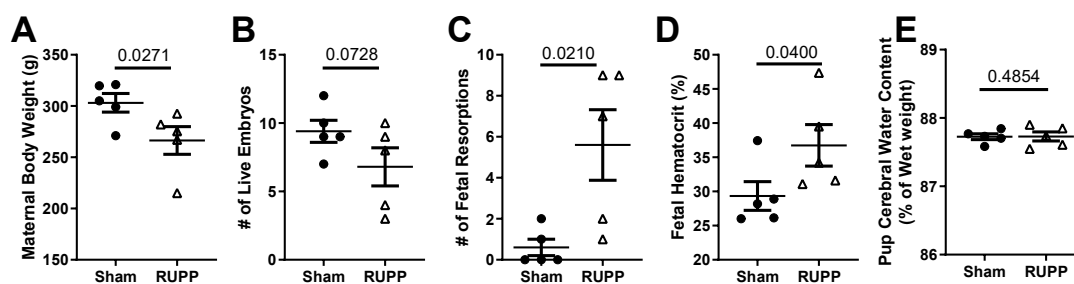 A
Maternal Body Weight (g)
350
300
250
200
150
0.0271
Sham
RUPP
B
# of Live Embryos
15
10
5
0
0.0728
Sham
RUPP
C
# of Fetal Resorptions
10
8
6
4
2
0
0.0210
Sham
RUPP
D
Fetal Hematocrit (%)
50
45
40
35
30
25
20
0.0400
Sham
RUPP
E
Pup Cerebral Water Content
(% of Wet weight)
89
88
87
86
0.4854
Sham
RUPP